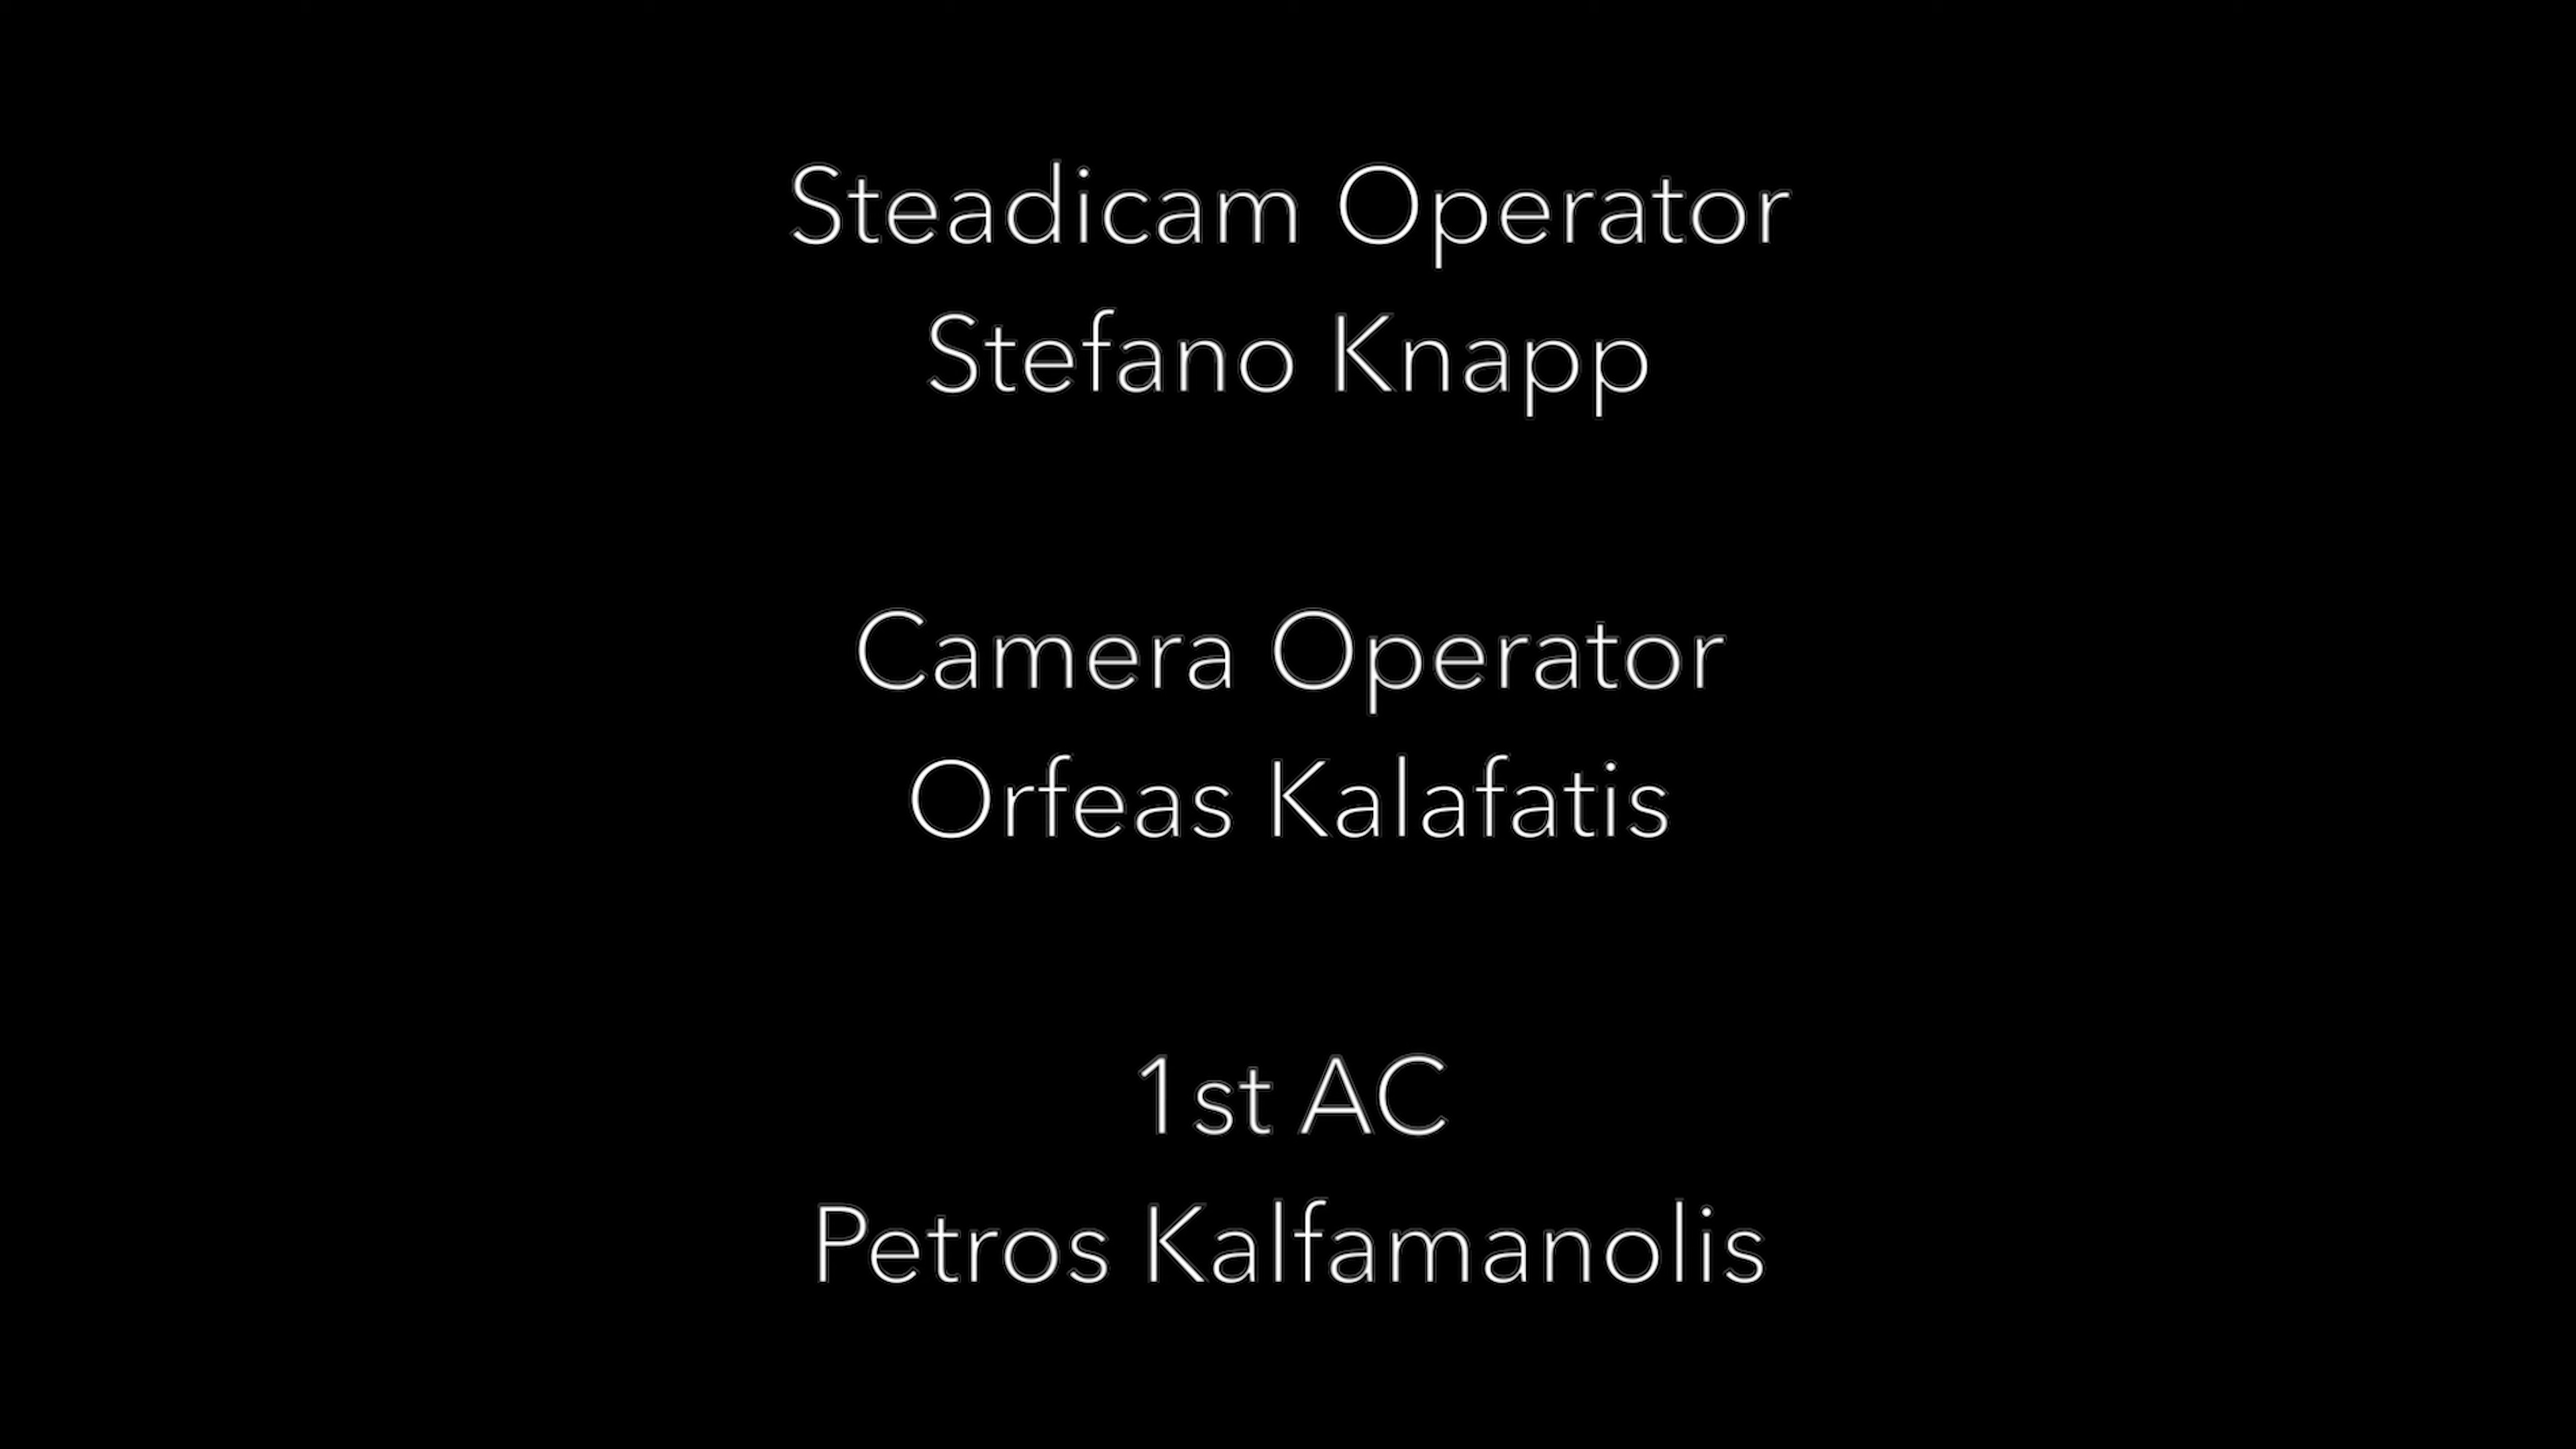 Steadicam Operator
Stefano Knapp
Camera Operator
Orfeas Kalafatis
1st AC
Petros Kalfamanolis